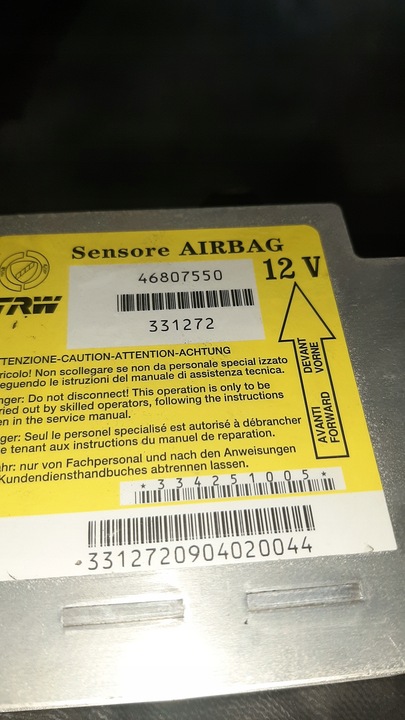 Sensore AIRBAG
46807550
12 V
TRW
331272
DEVANT
VORNE
AVANTI
FORWARD
TTENZIONE-CAUTION-ATTENTION-ACHTUNG
ricolo! Non scollegare se non da personale special izzato
eguendo le istruzioni del manuale di assistenza tecnica.
nger: Do not disconnect! This operation is only to be
ried out by skilled operators, following the instructions
en in the service manual.
ger: Seul le personel specialisé est autorisé à débrancher
e tenant aux instructions du manuel de reparation.
hr: nur von Fachpersonal und nach den Anweisungen
Kundendiensthandbuches abtrennen lassen.
*334251005*
3312720904020044